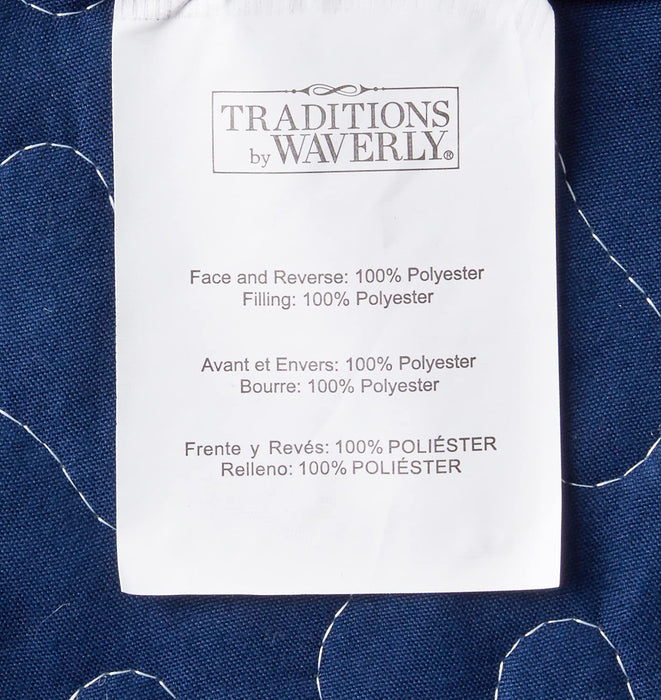 TRADITIONS
by WAVERLY®
Face and Reverse: 100% Polyester
Filling: 100% Polyester
Avant et Envers: 100% Polyester
Bourre: 100% Polyester
Frente y Revés: 100% POLIÉSTER
Relleno: 100% POLIÉSTER